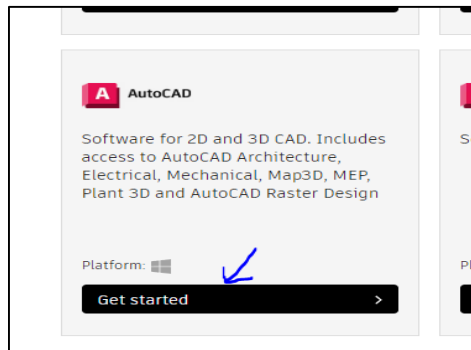 A AutoCAD
Software for 2D and 3D CAD. Includes
access to AutoCAD Architecture,
Electrical, Mechanical, Map3D, MEP,
Plant 3D and AutoCAD Raster Design
Platform:
Get started >